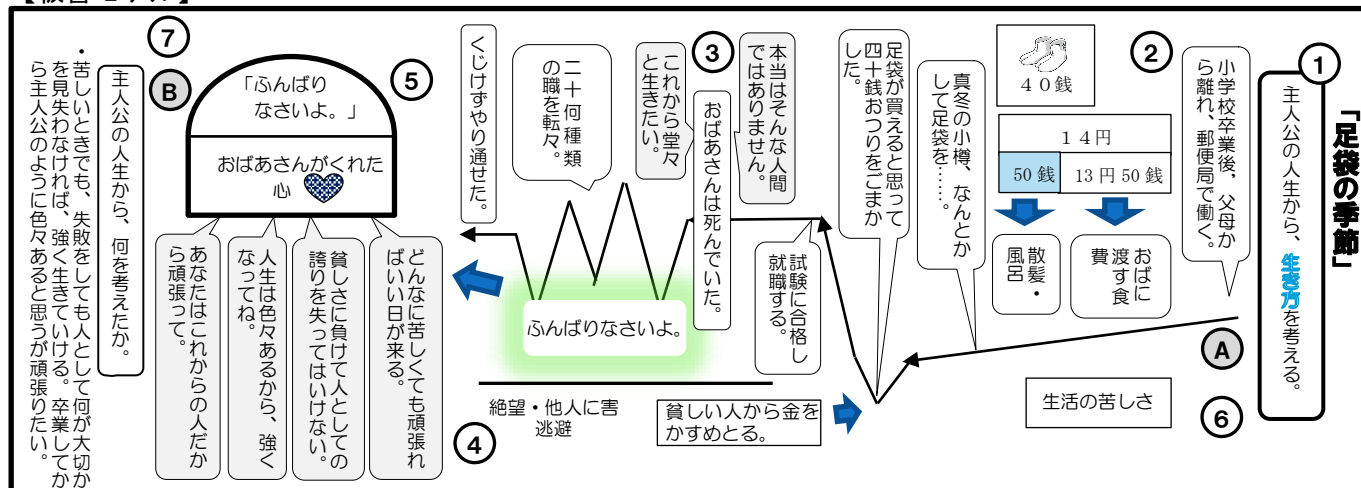 「足袋の季節」
①
主人公の人生から、生き方を考える。
②
小学校卒業後，父母か
ら離れ、郵便局で働く。
４０銭
１４円
50 銭
13 円 50 銭
散髪・
風呂
おばに
渡す食
費
Ⓐ
⑥
生活の苦しさ
真冬の小樽、なんとか
して足袋を……。
足袋が買えると思って
四十銭おつりをごまか
した。
貧しい人から金を
かすめとる。
試験に合格し
就職する。
③
本当はそんな人間
ではありません。
おばあさんは死んでいた。
これから堂々
と生きたい。
二十何種類
の職を転々。
ふんばりなさいよ。
④
絶望・他人に害
逃避
くじけずやり通せた。
⑤
「ふんばり
なさいよ。」
おばあさんがくれた
心
どんなに苦しくても頑張れ
ばいい日が来る。
貧しさに負けて人としての
誇りを失ってはいけない。
人生は色々あるから、強く
なってね。
あなたはこれからの人だか
ら頑張って。
⑦
Ⓑ
主人公の人生から、何を考えたか。
・苦しいときでも、失敗をしても人として何が大切か
を見失わなければ、強く生きていける。卒業してか
ら主人公のように色々あると思うが頑張りたい。